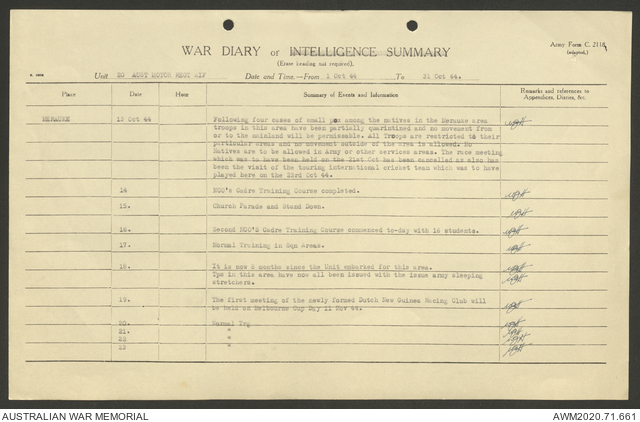 WAR DIARY or INTELLIGENCE SUMMARY
(Erase heading not required).
Army Form C. 2118
(adapted.)
Unit 20 AUST MOTOR REGT AIF Date and Time.—From 1 Oct 44 To 31 Oct 44.
Place Date Hour Summary of Events and Information Remarks and references to Appendices, Diaries, &c.
MERAUKE 13 Oct 44 Following four cases of small pox among the natives in the Merauke area
troops in this area have been partially quarintined and no movement from
or to the mainland will be permissable. All Troops are restricted to their
particular areas and no movement outside of the area is allowed. No
Natives are to be allowed in Army or other services areas. The race meeting
which was to have been held on the 21st Oct has been cancelled as also has
been the visit of the touring international cricket team which was to have
played here on the 23rd Oct 44.
14 NCO's Cadre Training Course completed.
15. Church Parade and Stand Down.
16. Second NCO'S Cadre Training Course commenced to-day with 16 students.
17. Normal Training in Sqn Areas.
18. It is now 8 months since the Unit embarked for this area.
Tps in this area have now all been issued with the issue army sleeping
stretchers.
19. The first meeting of the newly formed Dutch New Guinea Racing Club will
be held on Melbourne Cup Day 11 Nov 44.
20. Normal Trg
21. "
22 "
23 "
AUSTRALIAN WAR MEMORIAL AWM2020.71.661